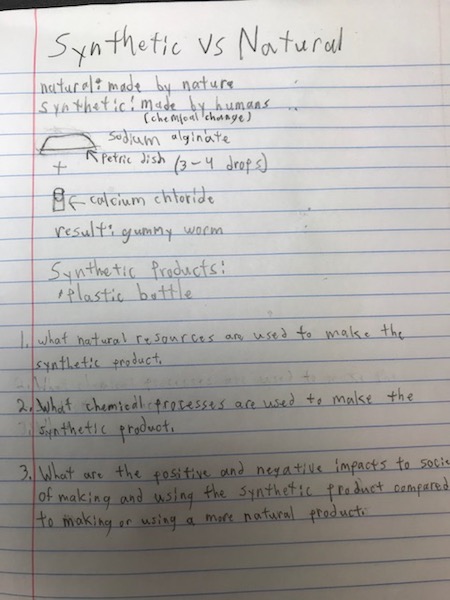 Synthetic vs Natural
natural: made by nature
synthetic: made by humans
(chemical change)
sodium alginate
+ petric dish (3-4 drops)
calcium chloride
result: gummy worm
Synthetic Products:
plastic bottle
1. what natural resources are used to make the
synthetic product.
2. What chemical processes are used to make the
synthetic product.
3. What are the positive and negative impacts to socie
of making and using the synthetic product compared
to making or using a more natural product.